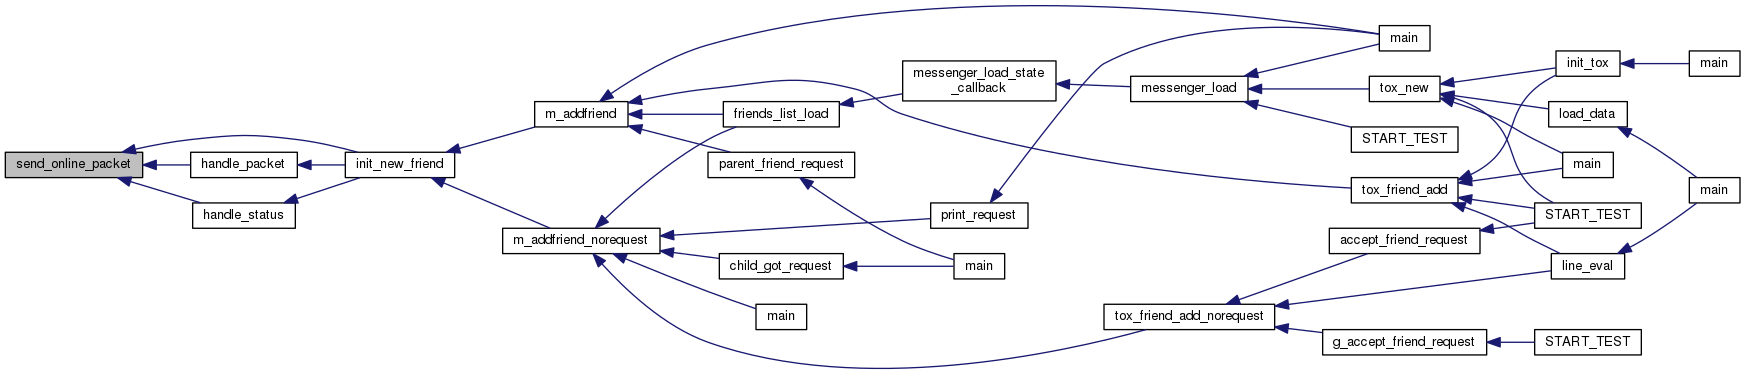 send_online_packet
handle_packet
handle_status
init_new_friend
m_addfriend
m_addfriend_norequest
friends_list_load
parent_friend_request
child_got_request
main
messenger_load_state
_callback
print_request
main
messenger_load
tox_friend_add_norequest
main
tox_new
START_TEST
tox_friend_add
accept_friend_request
g_accept_friend_request
init_tox
load_data
main
START_TEST
line_eval
START_TEST
main
main